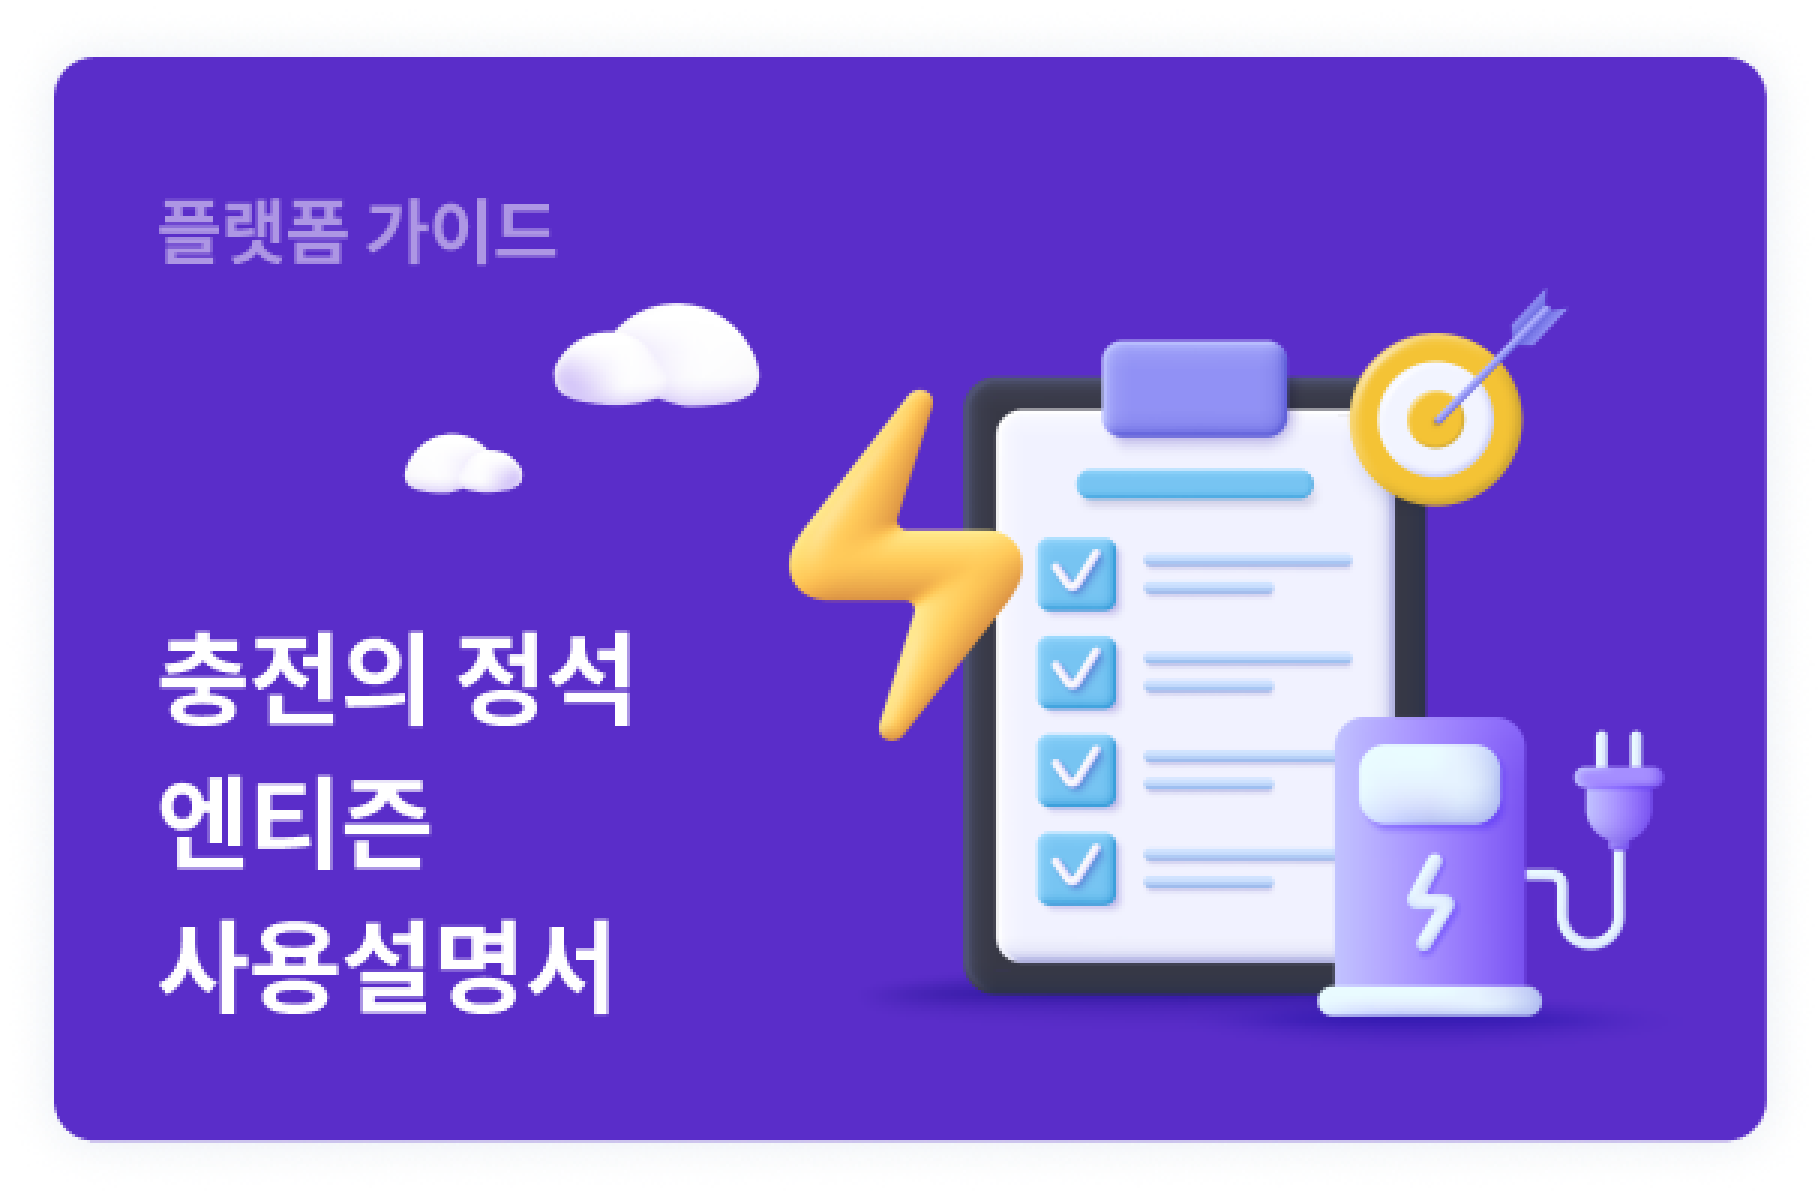 플랫폼 가이드
충전의 정석
엔티즌
사용설명서